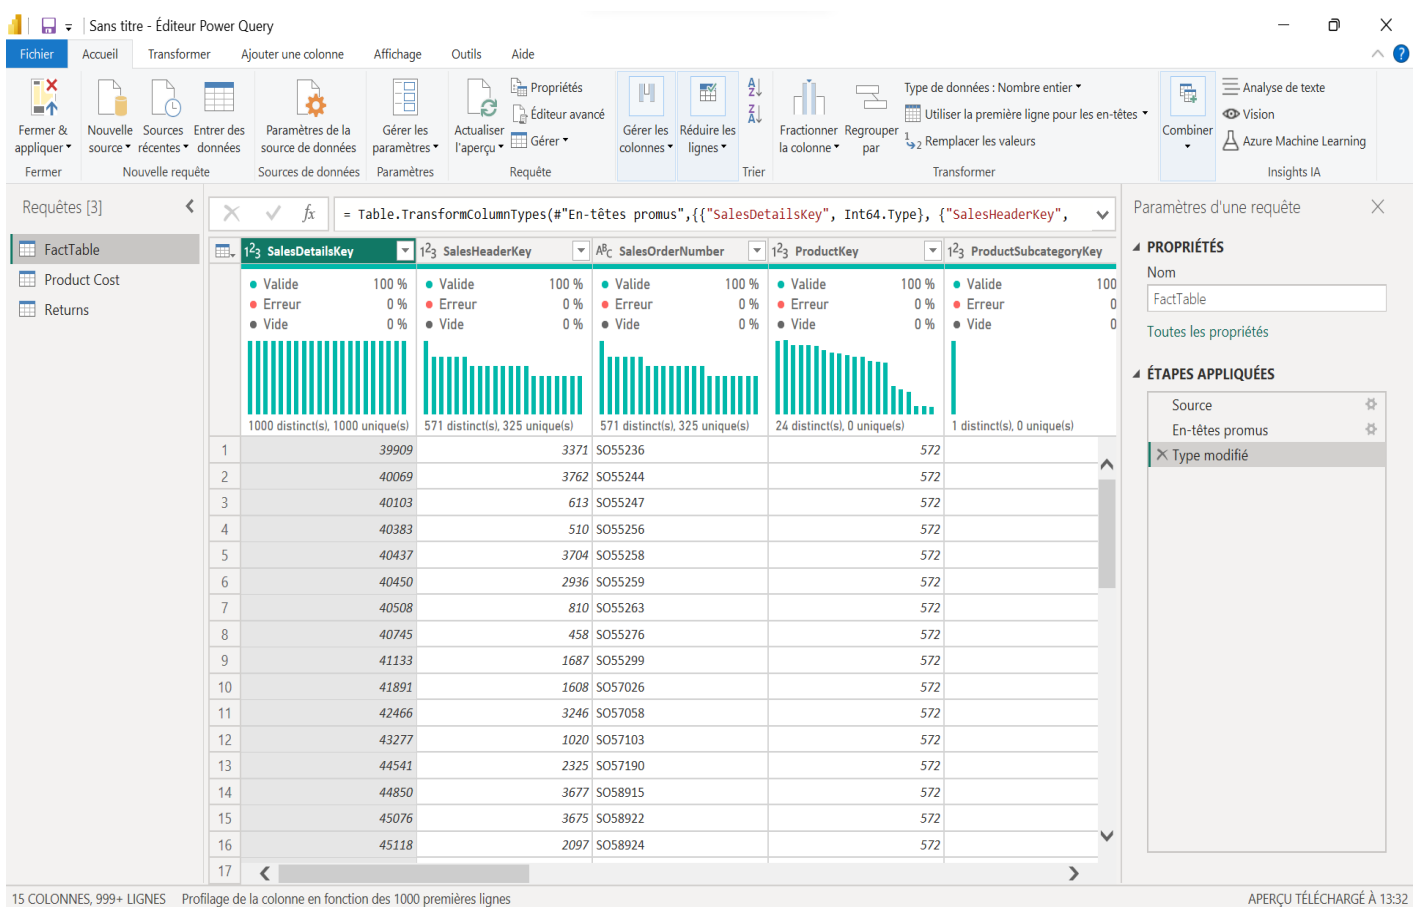 Sans titre - Éditeur Power Query
Fichier Accueil Transformer Ajouter une colonne Affichage Outils Aide
Fermer & appliquer
Nouvelle source
Sources récentes
Entrer des données
Paramètres de la source de données
Gérer les paramètres
Actualiser l'aperçu
Propriétés
Éditeur avancé
Gérer
Gérer les colonnes
Réduire les lignes
Fractionner la colonne
Regrouper par
Type de données : Nombre entier
Utiliser la première ligne pour les en-têtes
Remplacer les valeurs
Combiner
Analyse de texte
Vision
Azure Machine Learning
Fermer Nouvelle requête Sources de données Paramètres Requête Trier Transformer Insights IA
Requêtes [3]
FactTable
Product Cost
Returns
fx = Table.TransformColumnTypes(#"En-têtes promus",{{"SalesDetailsKey", Int64.Type}, {"SalesHeaderKey",
123 SalesDetailsKey 123 SalesHeaderKey ABC SalesOrderNumber 123 ProductKey 123 ProductSubcategoryKey
Valide 100 % Valide 100 % Valide 100 % Valide 100 % Valide 100
Erreur 0 % Erreur 0 % Erreur 0 % Erreur 0 % Erreur 0
Vide 0 % Vide 0 % Vide 0 % Vide 0 % Vide 0
1000 distinct(s), 1000 unique(s) 571 distinct(s), 325 unique(s) 571 distinct(s), 325 unique(s) 24 distinct(s), 0 unique(s) 1 distinct(s), 0 unique(s)
1 39909 3371 SO55236 572
2 40069 3762 SO55244 572
3 40103 613 SO55247 572
4 40383 510 SO55256 572
5 40437 3704 SO55258 572
6 40450 2936 SO55259 572
7 40508 810 SO55263 572
8 40745 458 SO55276 572
9 41133 1687 SO55299 572
10 41891 1608 SO57026 572
11 42466 3246 SO57058 572
12 43277 1020 SO57103 572
13 44541 2325 SO57190 572
14 44850 3677 SO58915 572
15 45076 3675 SO58922 572
16 45118 2097 SO58924 572
17
Paramètres d'une requête
PROPRIÉTÉS
Nom
FactTable
Toutes les propriétés
ÉTAPES APPLIQUÉES
Source
En-têtes promus
Type modifié
15 COLONNES, 999+ LIGNES Profilage de la colonne en fonction des 1000 premières lignes
APERÇU TÉLÉCHARGÉ À 13:32